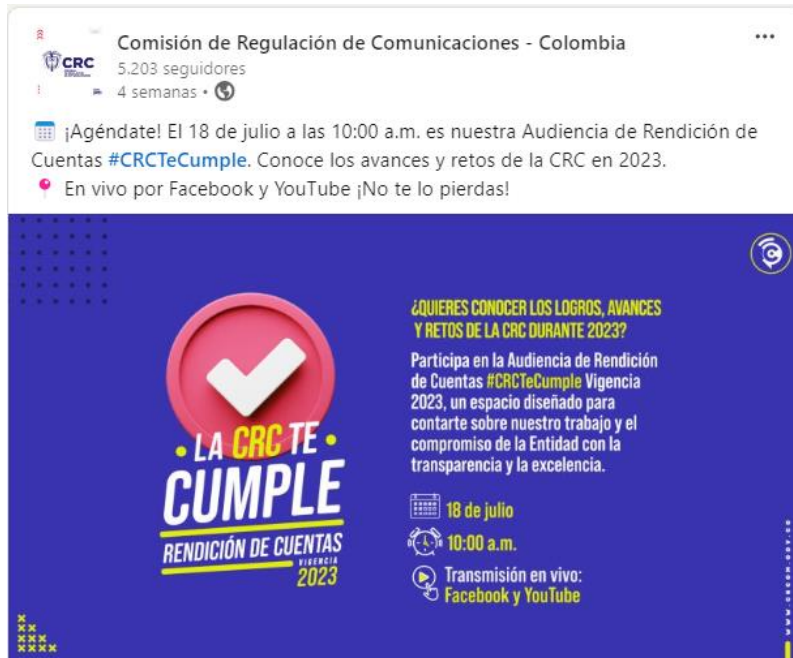 CRC
Comisión de Regulación de Comunicaciones - Colombia
5.203 seguidores
4 semanas •
¡Agéndate! El 18 de julio a las 10:00 a.m. es nuestra Audiencia de Rendición de
Cuentas #CRCTeCumple. Conoce los avances y retos de la CRC en 2023.
En vivo por Facebook y YouTube ¡No te lo pierdas!
• LA CRC TE •
CUMPLE
RENDICIÓN DE CUENTAS
VIGENCIA
2023
¿QUIERES CONOCER LOS LOGROS, AVANCES
Y RETOS DE LA CRC DURANTE 2023?
Participa en la Audiencia de Rendición
de Cuentas #CRCTeCumple Vigencia
2023, un espacio diseñado para
contarte sobre nuestro trabajo y el
compromiso de la Entidad con la
transparencia y la excelencia.
18 de julio
10:00 a.m.
Transmisión en vivo:
Facebook y YouTube
WWW.CRCOM.GOV.CO